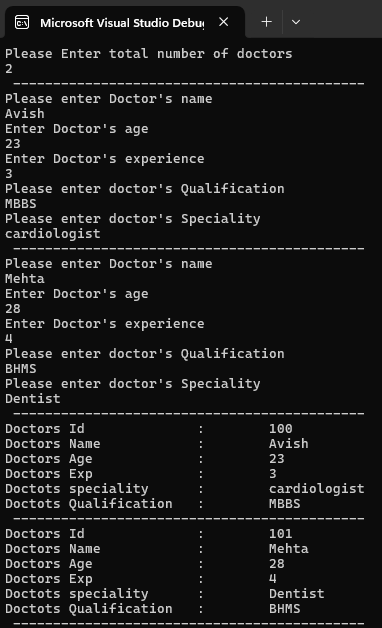 Microsoft Visual Studio Debug
Please Enter total number of doctors
2
--------------------------------------------
Please enter Doctor's name
Avish
Enter Doctor's age
23
Enter Doctor's experience
3
Please enter doctor's Qualification
MBBS
Please enter doctor's Speciality
cardiologist
--------------------------------------------
Please enter Doctor's name
Mehta
Enter Doctor's age
28
Enter Doctor's experience
4
Please enter doctor's Qualification
BHMS
Please enter doctor's Speciality
Dentist
--------------------------------------------
Doctors Id : 100
Doctors Name : Avish
Doctors Age : 23
Doctors Exp : 3
Doctots speciality : cardiologist
Doctots Qualification : MBBS
--------------------------------------------
Doctors Id : 101
Doctors Name : Mehta
Doctors Age : 28
Doctors Exp : 4
Doctots speciality : Dentist
Doctots Qualification : BHMS
--------------------------------------------